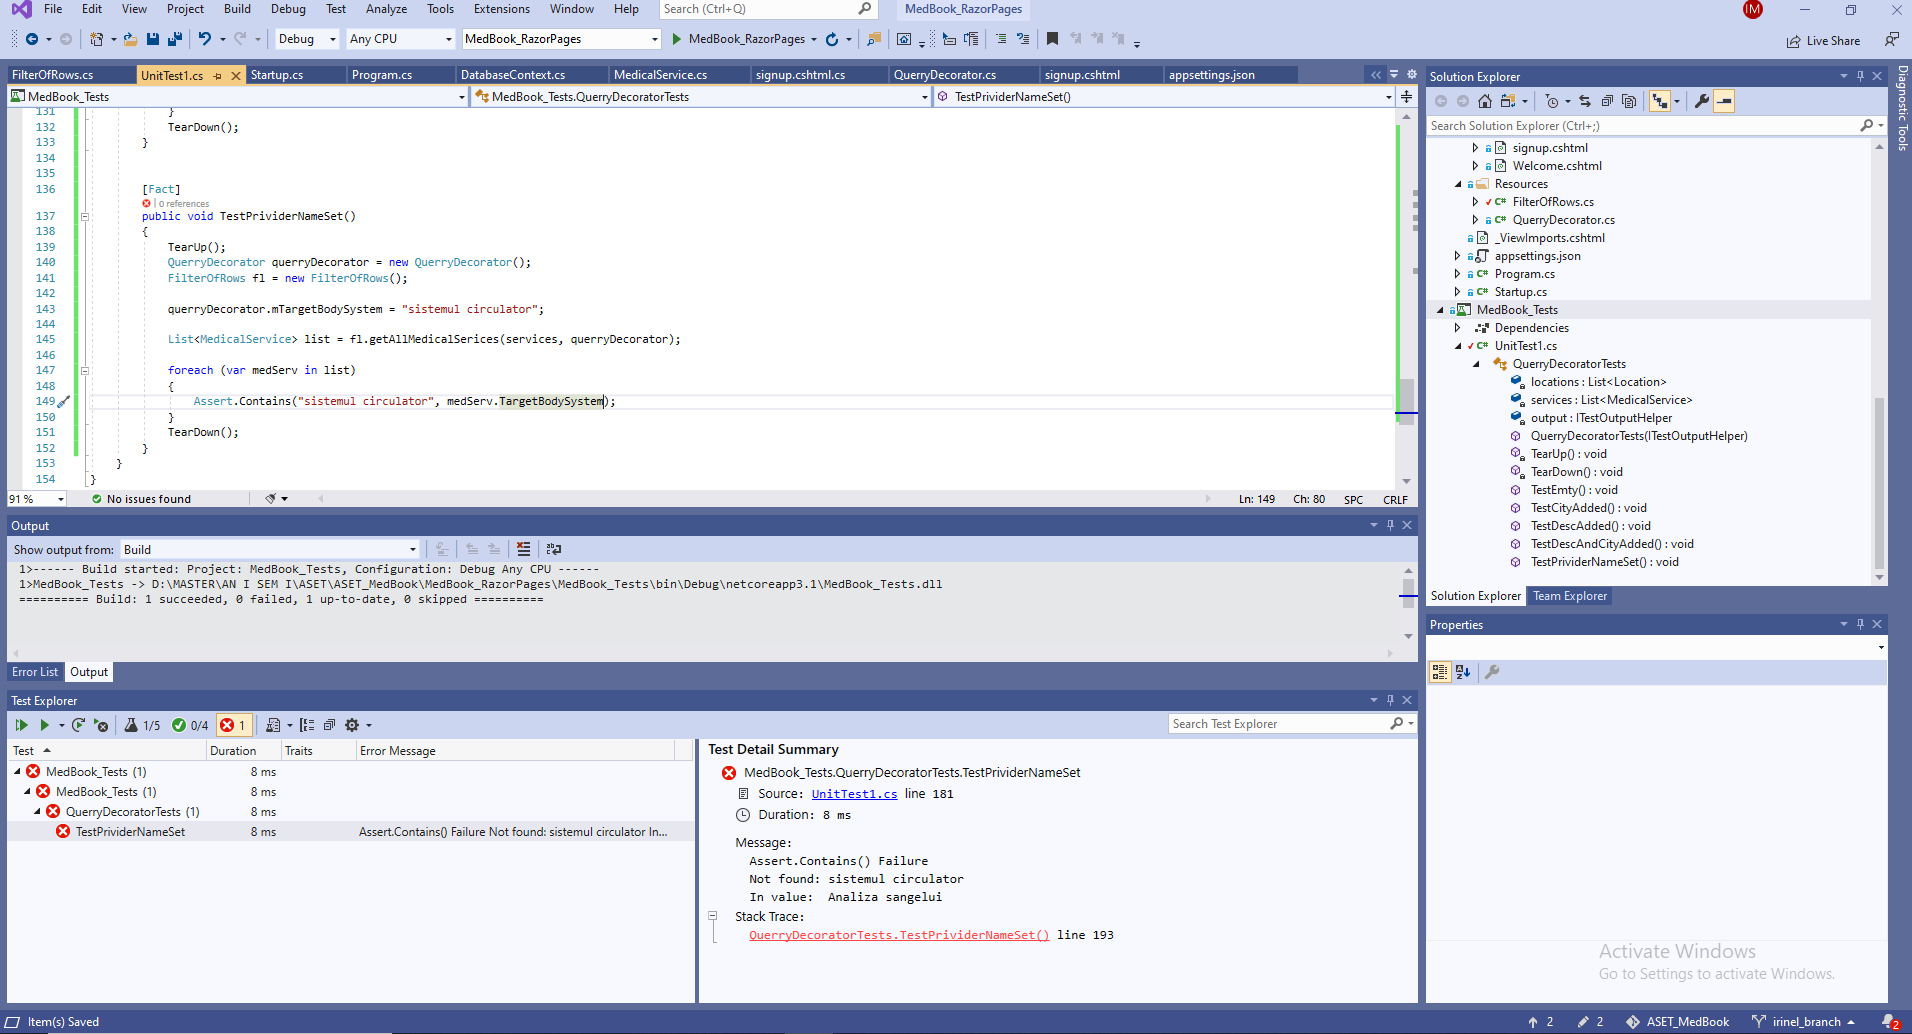 File Edit View Project Build Debug Test Analyze Tools Extensions Window Help Search (Ctrl+Q) MedBook_RazorPages IM
Debug Any CPU MedBook_RazorPages MedBook_RazorPages Live Share
FilterOfRows.cs UnitTest1.cs Startup.cs Program.cs DatabaseContext.cs MedicalService.cs signup.cshtml.cs QuerryDecorator.cs signup.cshtml appsettings.json
MedBook_Tests MedBook_Tests.QuerryDecoratorTests TestPrividerNameSet()
131 }
132 TearDown();
133 }
134
135
136 [Fact]
0 references
137 public void TestPrividerNameSet()
138 {
139 TearUp();
140 QuerryDecorator querryDecorator = new QuerryDecorator();
141 FilterOfRows fl = new FilterOfRows();
142
143 querryDecorator.mTargetBodySystem = "sistemul circulator";
144
145 List<MedicalService> list = fl.getAllMedicalSerices(services, querryDecorator);
146
147 foreach (var medServ in list)
148 {
149 Assert.Contains("sistemul circulator", medServ.TargetBodySystem);
150 }
151 TearDown();
152 }
153 }
154 }
91 % No issues found Ln: 149 Ch: 80 SPC CRLF
Output
Show output from: Build
1>------ Build started: Project: MedBook_Tests, Configuration: Debug Any CPU ------
1>MedBook_Tests -> D:\MASTER\AN I SEM I\ASET\ASET_MedBook\MedBook_RazorPages\MedBook_Tests\bin\Debug\netcoreapp3.1\MedBook_Tests.dll
========== Build: 1 succeeded, 0 failed, 1 up-to-date, 0 skipped ==========
Error List Output
Test Explorer
1/5 0/4 1 Search Test Explorer
Test Duration Traits Error Message
MedBook_Tests (1) 8 ms
MedBook_Tests (1) 8 ms
QuerryDecoratorTests (1) 8 ms
TestPrividerNameSet 8 ms Assert.Contains() Failure Not found: sistemul circulator In...
Test Detail Summary
MedBook_Tests.QuerryDecoratorTests.TestPrividerNameSet
Source: UnitTest1.cs line 181
Duration: 8 ms
Message:
Assert.Contains() Failure
Not found: sistemul circulator
In value: Analiza sangelui
Stack Trace:
QuerryDecoratorTests.TestPrividerNameSet() line 193
Solution Explorer
Search Solution Explorer (Ctrl+;)
signup.cshtml
Welcome.cshtml
Resources
C# FilterOfRows.cs
C# QuerryDecorator.cs
_ViewImports.cshtml
appsettings.json
C# Program.cs
C# Startup.cs
MedBook_Tests
Dependencies
C# UnitTest1.cs
QuerryDecoratorTests
locations : List<Location>
services : List<MedicalService>
output : ITestOutputHelper
QuerryDecoratorTests(ITestOutputHelper)
TearUp() : void
TearDown() : void
TestEmty() : void
TestCityAdded() : void
TestDescAdded() : void
TestDescAndCityAdded() : void
TestPrividerNameSet() : void
Solution Explorer Team Explorer
Properties
Diagnostic Tools
Activate Windows
Go to Settings to activate Windows.
Item(s) Saved 2 2 ASET_MedBook irinel_branch 2